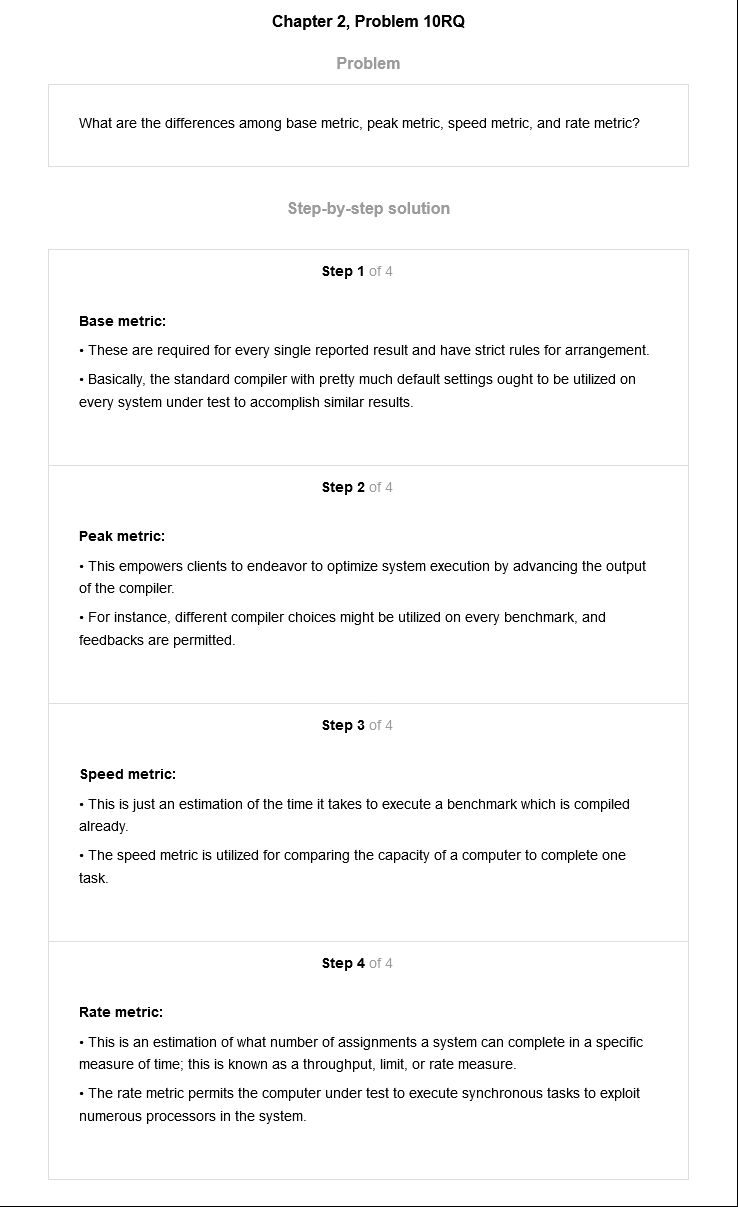 Chapter 2, Problem 10RQ
Problem
What are the differences among base metric, peak metric, speed metric, and rate metric?
Step-by-step solution
Step 1 of 4
Base metric:
• These are required for every single reported result and have strict rules for arrangement.
• Basically, the standard compiler with pretty much default settings ought to be utilized on
every system under test to accomplish similar results.
Step 2 of 4
Peak metric:
• This empowers clients to endeavor to optimize system execution by advancing the output
of the compiler.
• For instance, different compiler choices might be utilized on every benchmark, and
feedbacks are permitted.
Step 3 of 4
Speed metric:
• This is just an estimation of the time it takes to execute a benchmark which is compiled
already.
• The speed metric is utilized for comparing the capacity of a computer to complete one
task.
Step 4 of 4
Rate metric:
• This is an estimation of what number of assignments a system can complete in a specific
measure of time; this is known as a throughput, limit, or rate measure.
• The rate metric permits the computer under test to execute synchronous tasks to exploit
numerous processors in the system.